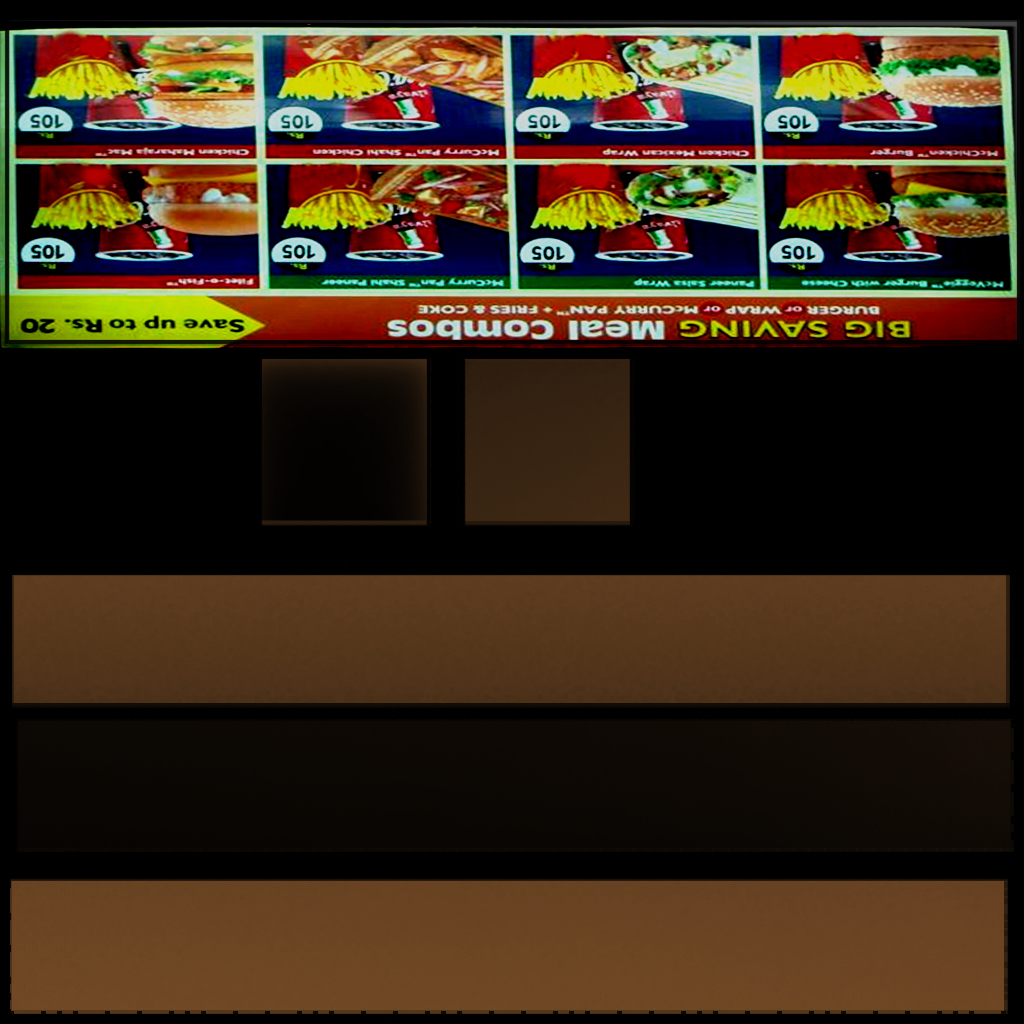 BIG SAVING Meal Combos
BURGER or WRAP or McCURRY PAN™ + FRIES & COKE
Save up to Rs. 20
McVeggie™ Burger with Cheese
Rs. 105
Paneer Salsa Wrap
Rs. 105
McCurry Pan™ Shahi Paneer
Rs. 105
Filet-o-Fish™
Rs. 105
McChicken™ Burger
Rs. 105
Chicken Mexican Wrap
Rs. 105
McCurry Pan™ Shahi Chicken
Rs. 105
Chicken Maharaja Mac™
Rs. 105